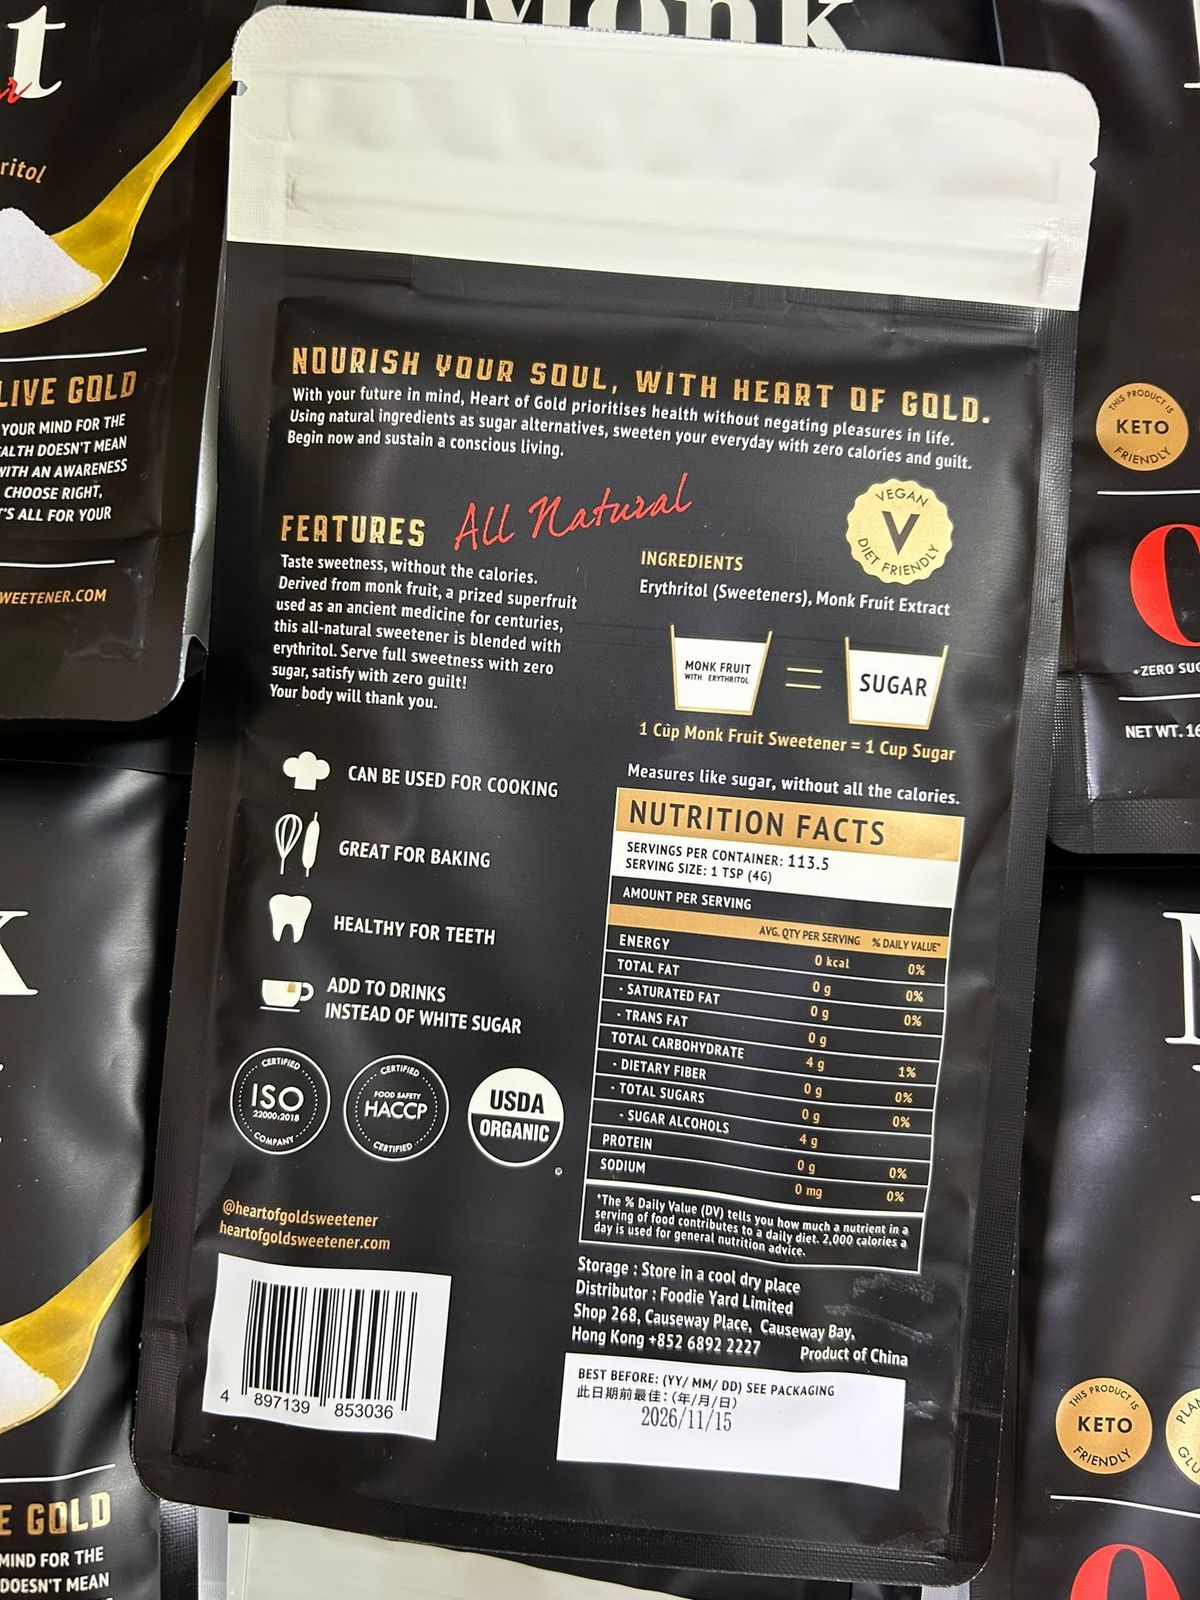 Monk
t
ritol
LIVE GOLD
YOUR MIND FOR THE
ALTH DOESN'T MEAN
WITH AN AWARENESS
CHOOSE RIGHT,
T'S ALL FOR YOUR
WEETENER.COM
NOURISH YOUR SOUL, WITH HEART OF GOLD.
With your future in mind, Heart of Gold prioritises health without negating pleasures in life.
Using natural ingredients as sugar alternatives, sweeten your everyday with zero calories and guilt.
Begin now and sustain a conscious living.
FEATURES
All Natural
Taste sweetness, without the calories.
Derived from monk fruit, a prized superfruit
used as an ancient medicine for centuries,
this all-natural sweetener is blended with
erythritol. Serve full sweetness with zero
sugar, satisfy with zero guilt!
Your body will thank you.
VEGAN
V
DIET FRIENDLY
INGREDIENTS
Erythritol (Sweeteners), Monk Fruit Extract
MONK FRUIT
WITH ERYTHRITOL
=
SUGAR
1 Cup Monk Fruit Sweetener = 1 Cup Sugar
Measures like sugar, without all the calories.
CAN BE USED FOR COOKING
GREAT FOR BAKING
HEALTHY FOR TEETH
ADD TO DRINKS
INSTEAD OF WHITE SUGAR
NUTRITION FACTS
SERVINGS PER CONTAINER: 113.5
SERVING SIZE: 1 TSP (4G)
AMOUNT PER SERVING
AVG. QTY PER SERVING % DAILY VALUE*
ENERGY 0 kcal 0%
TOTAL FAT 0 g 0%
- SATURATED FAT 0 g 0%
- TRANS FAT 0 g
TOTAL CARBOHYDRATE 4 g 1%
- DIETARY FIBER 0 g 0%
- TOTAL SUGARS 0 g 0%
- SUGAR ALCOHOLS 4 g
PROTEIN 0 g 0%
SODIUM 0 mg 0%
*The % Daily Value (DV) tells you how much a nutrient in a
serving of food contributes to a daily diet. 2,000 calories a
day is used for general nutrition advice.
CERTIFIED
ISO
22000:2018
COMPANY
CERTIFIED
FOOD SAFETY
HACCP
CERTIFIED
USDA
ORGANIC
®
@heartofgoldsweetener
heartofgoldsweetener.com
4 897139 853036
Storage : Store in a cool dry place
Distributor : Foodie Yard Limited
Shop 268, Causeway Place, Causeway Bay,
Hong Kong +852 6892 2227 Product of China
BEST BEFORE: (YY/ MM/ DD) SEE PACKAGING
此日期前最佳：(年/月/日)
2026/11/15
THIS PRODUCT IS
KETO
FRIENDLY
•ZERO SUG
NET WT. 16
K
E GOLD
MIND FOR THE
DOESN'T MEAN
THIS PRODUCT IS
KETO
FRIENDLY
PLAN
GLU